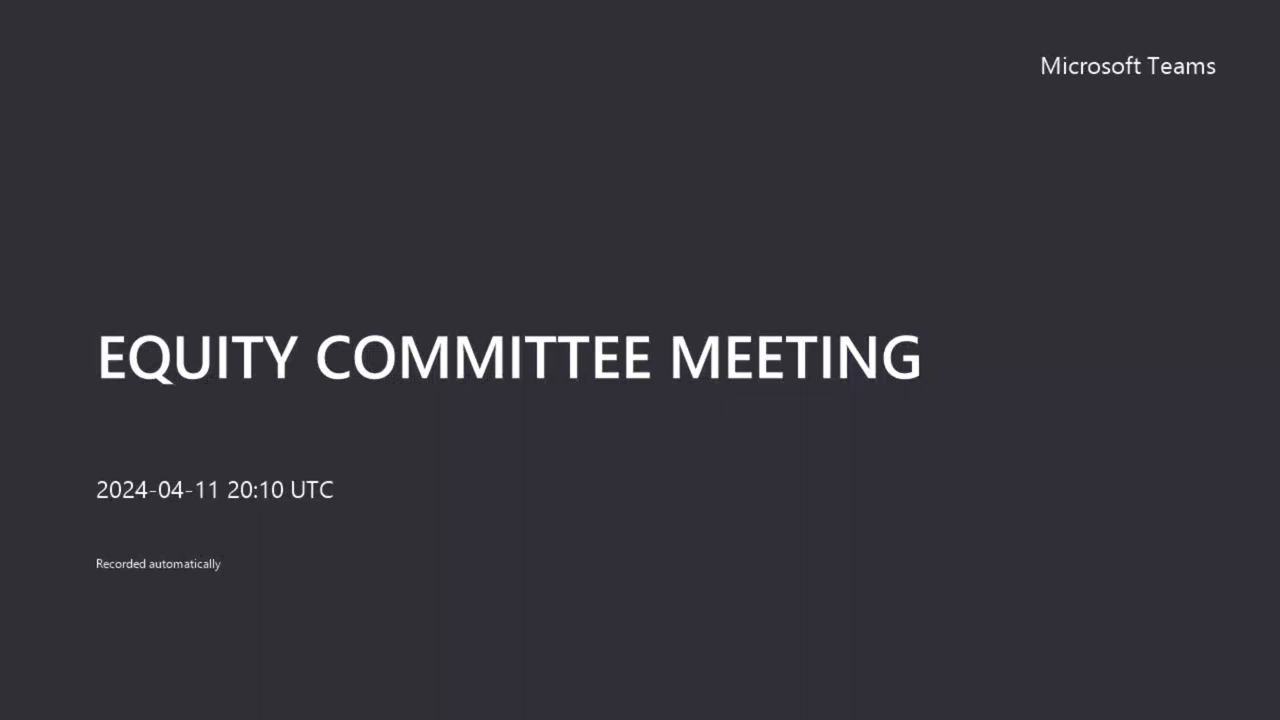 Microsoft Teams
EQUITY COMMITTEE MEETING
2024-04-11 20:10 UTC
Recorded automatically